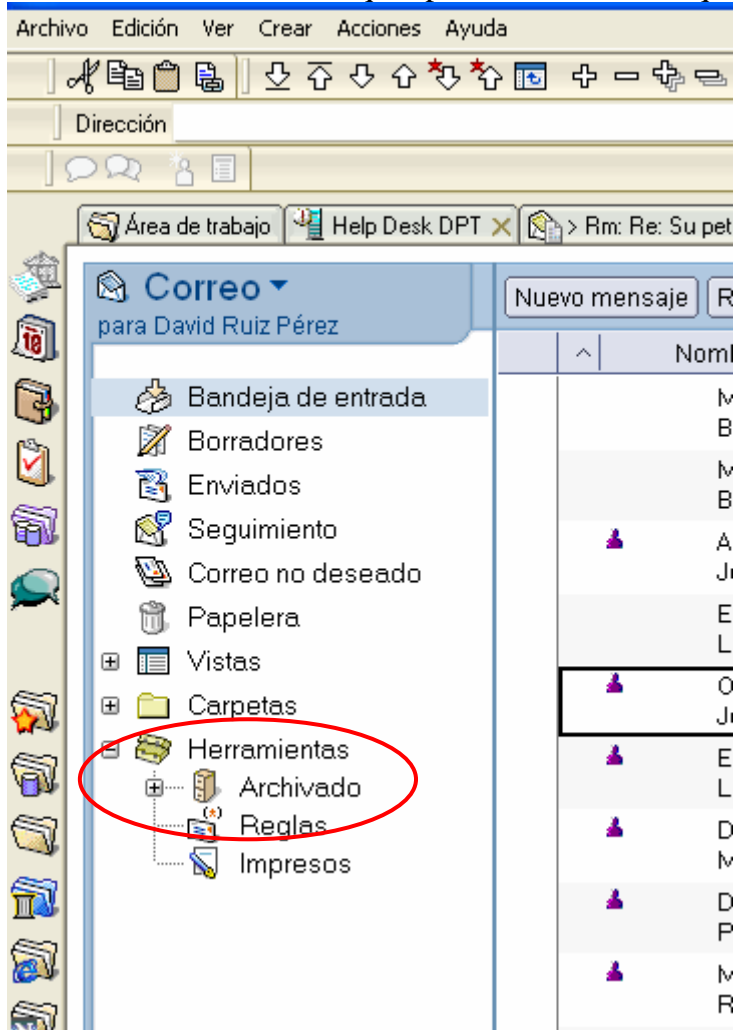 Archivo Edición Ver Crear Acciones Ayuda
Dirección
Área de trabajo Help Desk DPT > Rm: Re: Su pet
Correo
para David Ruiz Pérez
Nuevo mensaje R
Bandeja de entrada
Borradores
Enviados
Seguimiento
Correo no deseado
Papelera
Vistas
Carpetas
Herramientas
Archivado
Reglas
Impresos
18